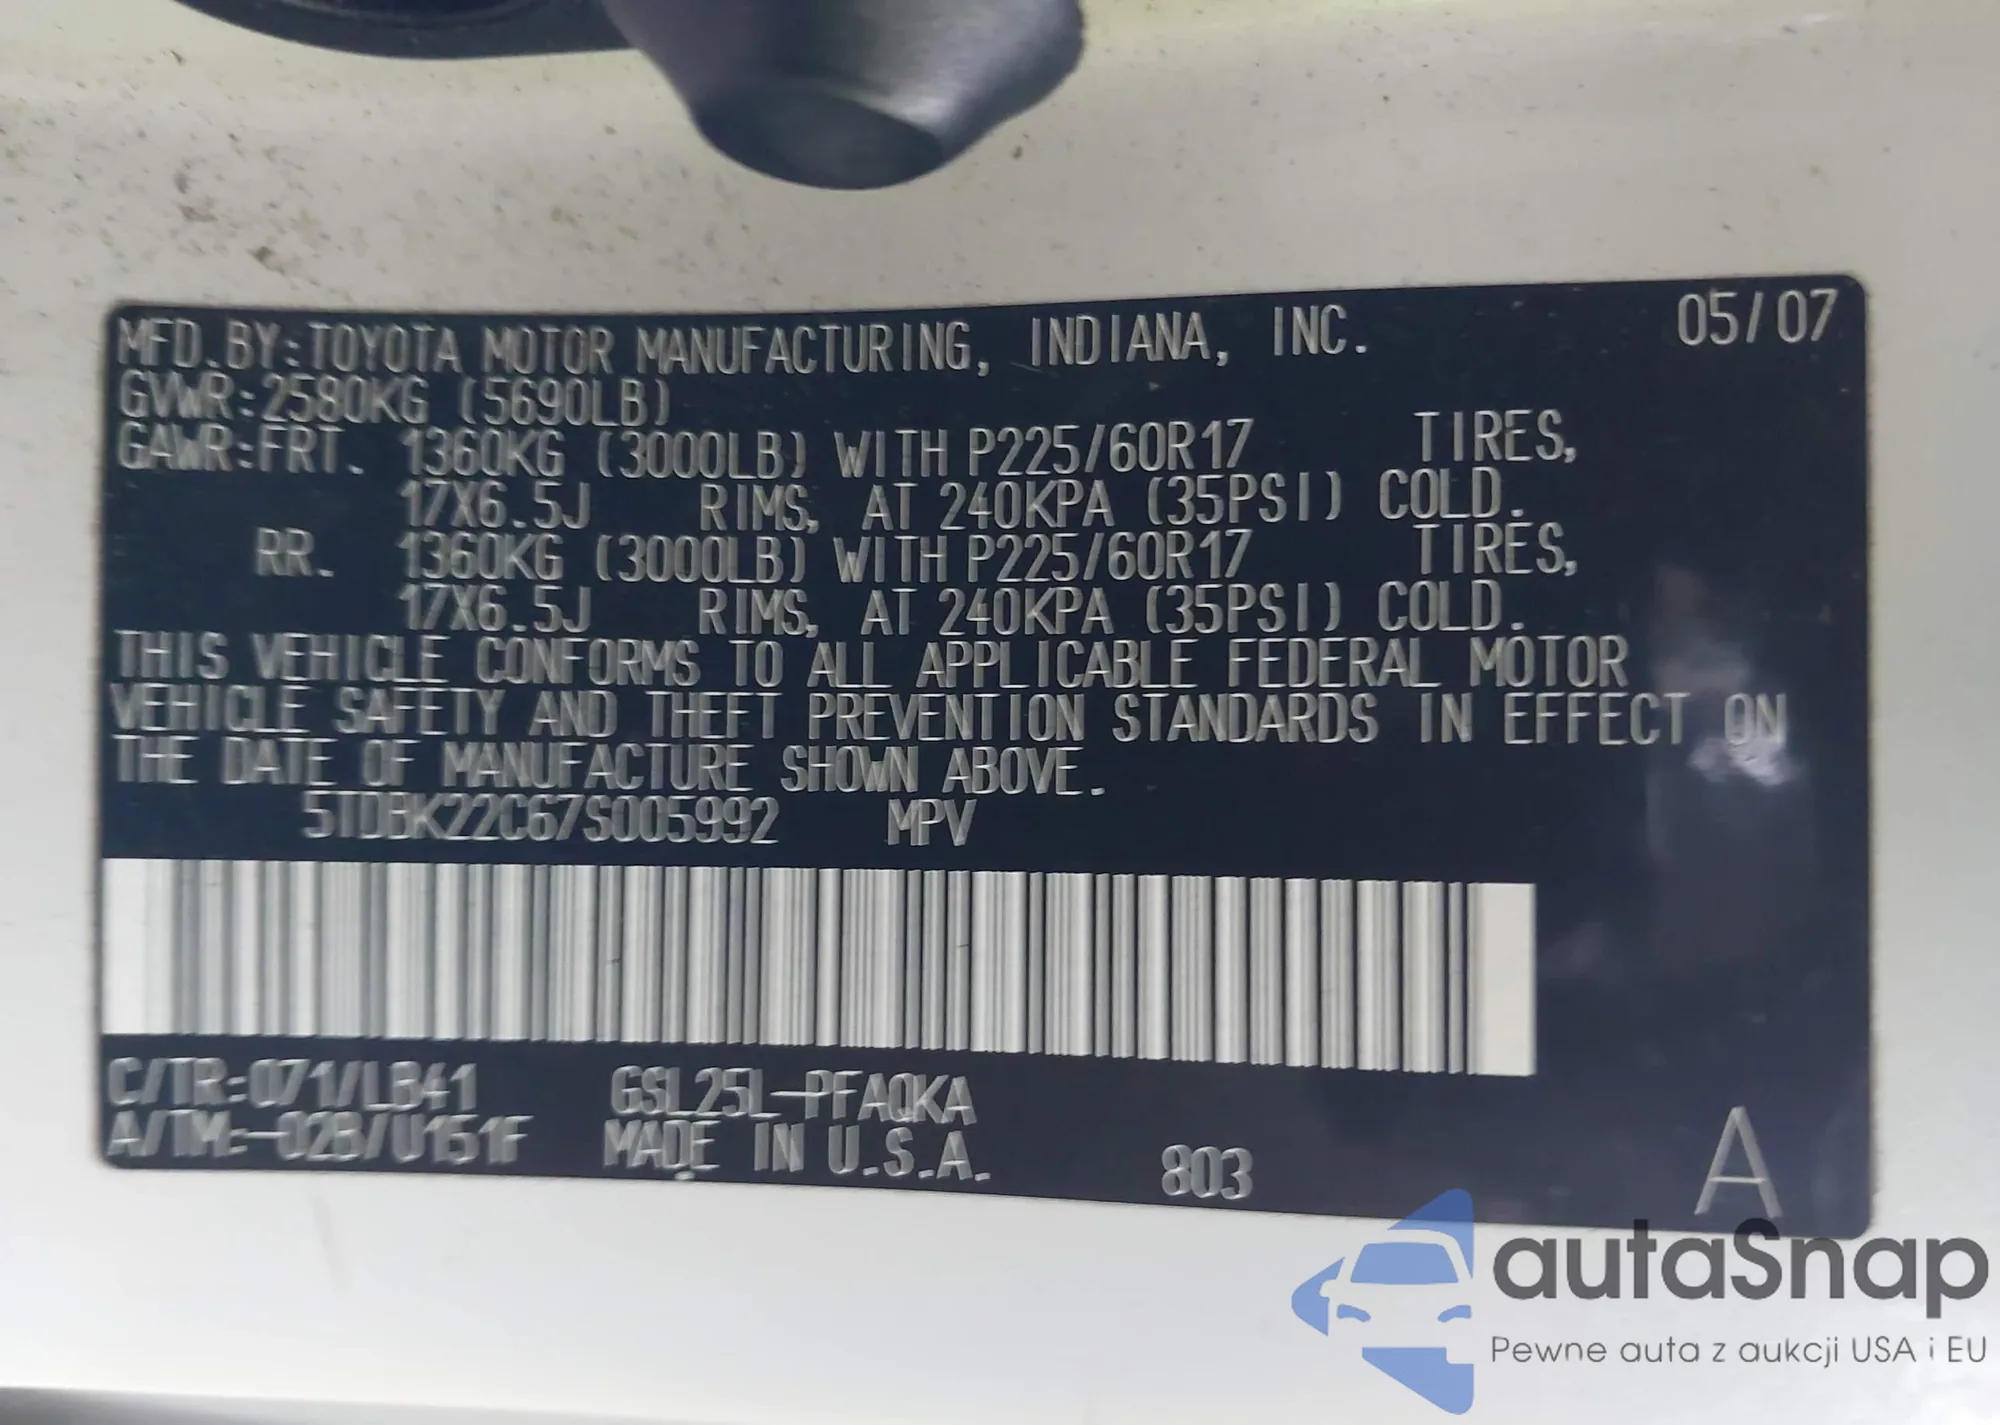 MFD.BY:TOYOTA MOTOR MANUFACTURING, INDIANA, INC. 05/07
GVWR:2580KG (5690LB)
GAWR:FRT. 1360KG (3000LB) WITH P225/60R17 TIRES,
17X6.5J RIMS, AT 240KPA (35PSI) COLD.
RR. 1360KG (3000LB) WITH P225/60R17 TIRES,
17X6.5J RIMS, AT 240KPA (35PSI) COLD.
THIS VEHICLE CONFORMS TO ALL APPLICABLE FEDERAL MOTOR
VEHICLE SAFETY AND THEFT PREVENTION STANDARDS IN EFFECT ON
THE DATE OF MANUFACTURE SHOWN ABOVE.
5TDBK22C67S005992 MPV
C/TR:071/LB41 GSL25L-PFAQKA
A/TM:-02B/U151F MADE IN U.S.A. 803 A
autaSnap
Pewne auta z aukcji USA i EU